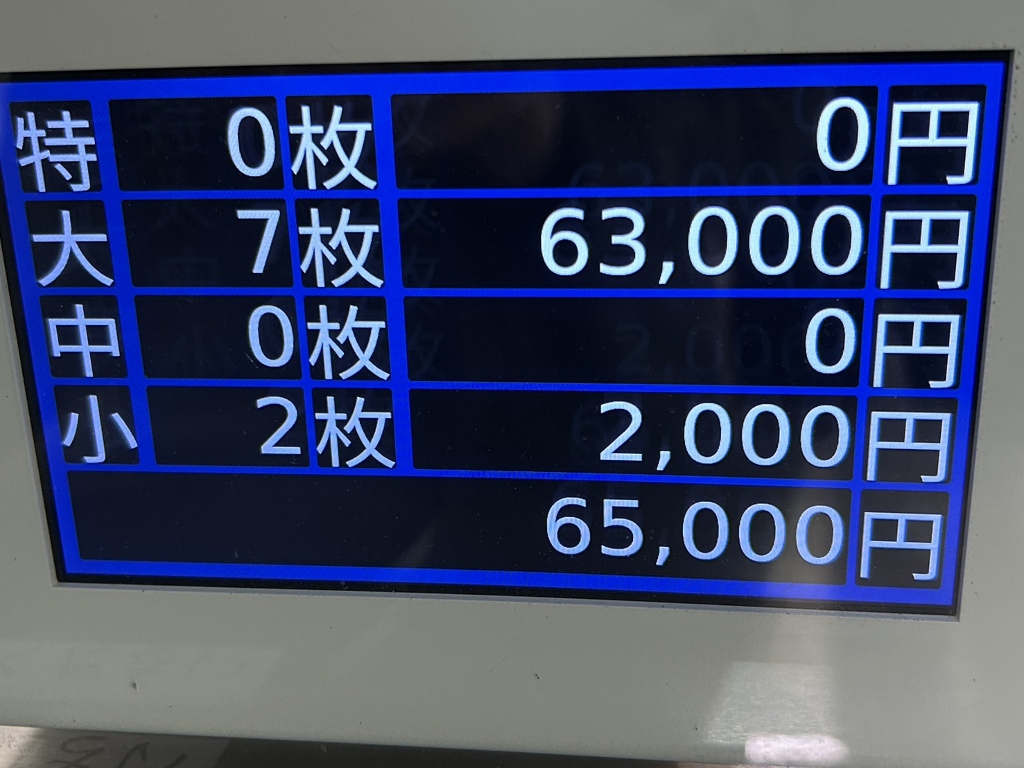 特 0 枚 0 円
大 7 枚 63,000 円
中 0 枚 0 円
小 2 枚 2,000 円
65,000 円